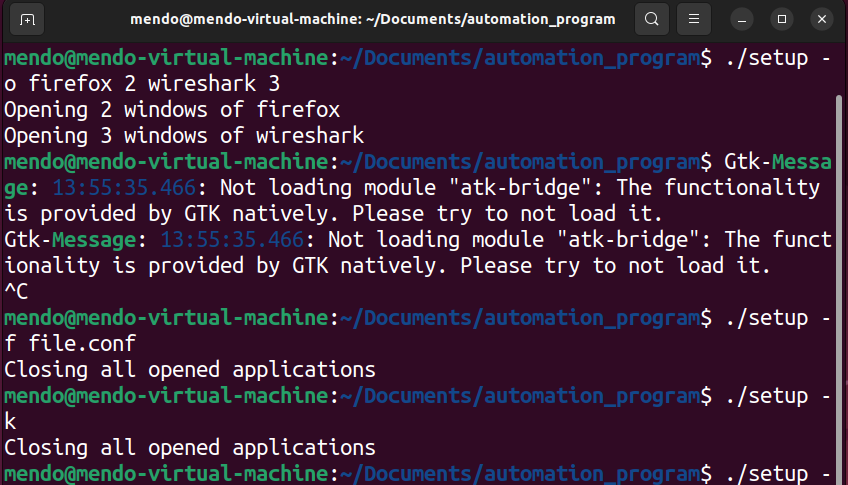 mendo@mendo-virtual-machine: ~/Documents/automation_program
mendo@mendo-virtual-machine:~/Documents/automation_program$ ./setup -
o firefox 2 wireshark 3
Opening 2 windows of firefox
Opening 3 windows of wireshark
mendo@mendo-virtual-machine:~/Documents/automation_program$ Gtk-Messa
ge: 13:55:35.466: Not loading module "atk-bridge": The functionality
is provided by GTK natively. Please try to not load it.
Gtk-Message: 13:55:35.466: Not loading module "atk-bridge": The funct
ionality is provided by GTK natively. Please try to not load it.
^C
mendo@mendo-virtual-machine:~/Documents/automation_program$ ./setup -
f file.conf
Closing all opened applications
mendo@mendo-virtual-machine:~/Documents/automation_program$ ./setup -
k
Closing all opened applications
mendo@mendo-virtual-machine:~/Documents/automation_program$ ./setup -